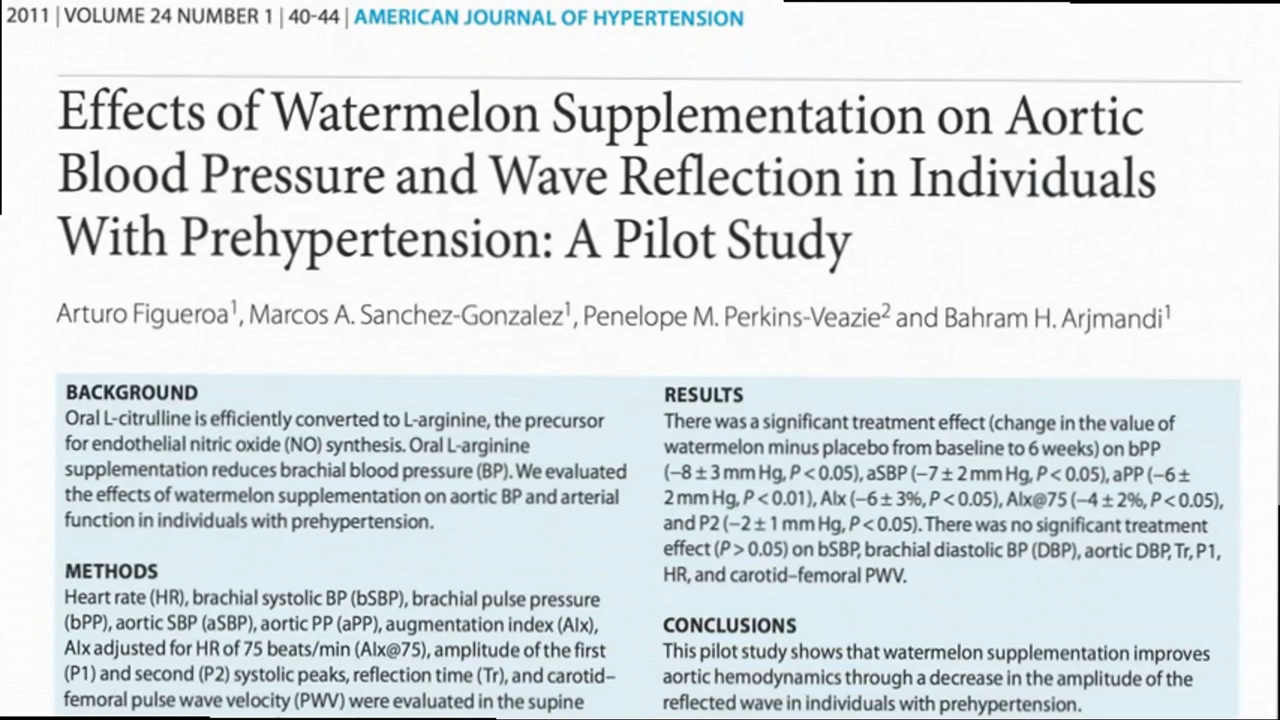 2011 | VOLUME 24 NUMBER 1 | 40-44 | AMERICAN JOURNAL OF HYPERTENSION
Effects of Watermelon Supplementation on Aortic
Blood Pressure and Wave Reflection in Individuals
With Prehypertension: A Pilot Study
Arturo Figueroa¹, Marcos A. Sanchez-Gonzalez¹, Penelope M. Perkins-Veazie² and Bahram H. Arjmandi¹
BACKGROUND
Oral L-citrulline is efficiently converted to L-arginine, the precursor
for endothelial nitric oxide (NO) synthesis. Oral L-arginine
supplementation reduces brachial blood pressure (BP). We evaluated
the effects of watermelon supplementation on aortic BP and arterial
function in individuals with prehypertension.
METHODS
Heart rate (HR), brachial systolic BP (bSBP), brachial pulse pressure
(bPP), aortic SBP (aSBP), aortic PP (aPP), augmentation index (AIx),
AIx adjusted for HR of 75 beats/min (AIx@75), amplitude of the first
(P1) and second (P2) systolic peaks, reflection time (Tr), and carotid–
femoral pulse wave velocity (PWV) were evaluated in the supine
RESULTS
There was a significant treatment effect (change in the value of
watermelon minus placebo from baseline to 6 weeks) on bPP
(−8 ± 3 mm Hg, P < 0.05), aSBP (−7 ± 2 mm Hg, P < 0.05), aPP (−6 ±
2 mm Hg, P < 0.01), AIx (−6 ± 3%, P < 0.05), AIx@75 (−4 ± 2%, P < 0.05),
and P2 (−2 ± 1 mm Hg, P < 0.05). There was no significant treatment
effect (P > 0.05) on bSBP, brachial diastolic BP (DBP), aortic DBP, Tr, P1,
HR, and carotid–femoral PWV.
CONCLUSIONS
This pilot study shows that watermelon supplementation improves
aortic hemodynamics through a decrease in the amplitude of the
reflected wave in individuals with prehypertension.